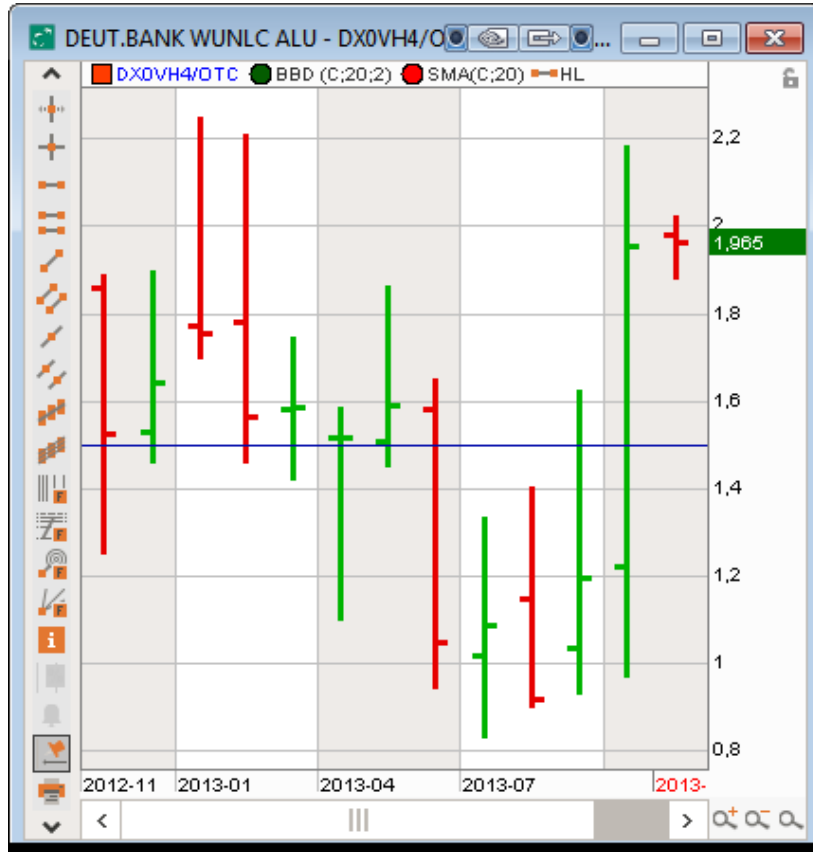 DEUT.BANK WUNLC ALU - DX0VH4/O ...
DX0VH4/OTC BBD (C;20;2) SMA(C;20) HL
2,2
2
1,965
1,8
1,6
1,4
1,2
1
0,8
F
F
F
F
i
2012-11 2013-01 2013-04 2013-07 2013-